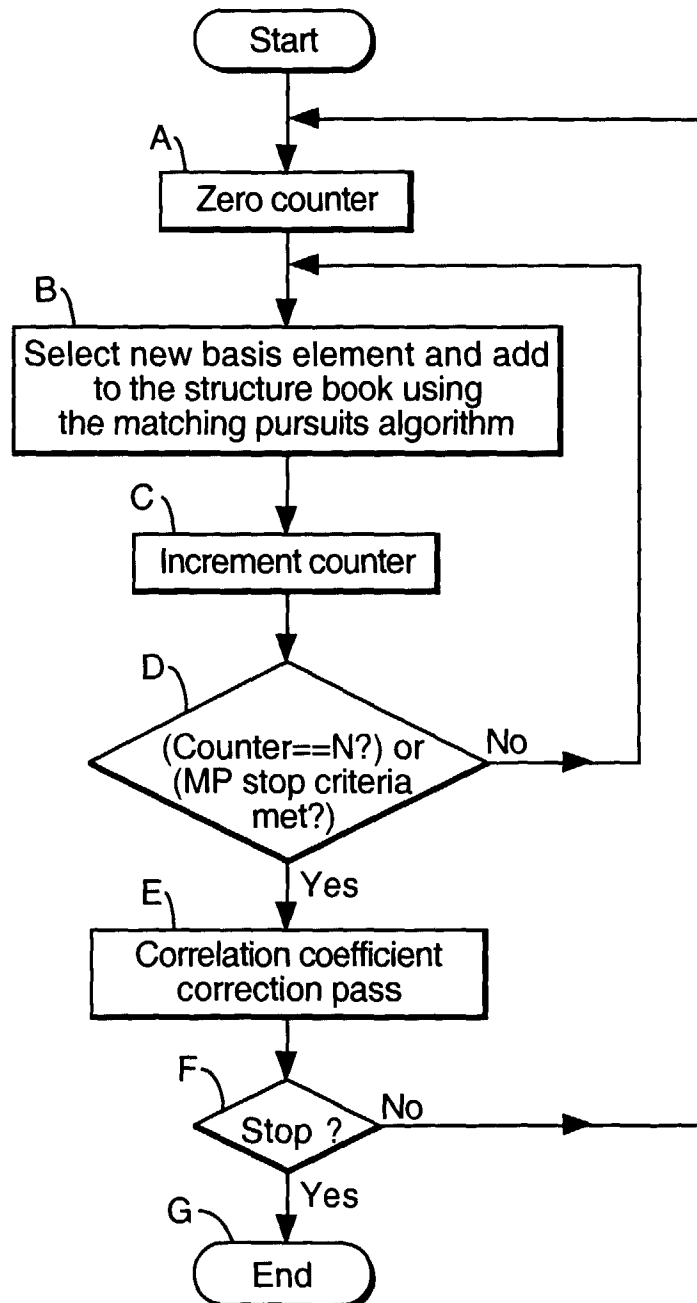 Start
A
Zero counter
B
Select new basis element and add
to the structure book using
the matching pursuits algorithm
C
Increment counter
D
(Counter==N?) or
(MP stop criteria
met?)
No
Yes
E
Correlation coefficient
correction pass
F
Stop ?
No
Yes
G
End